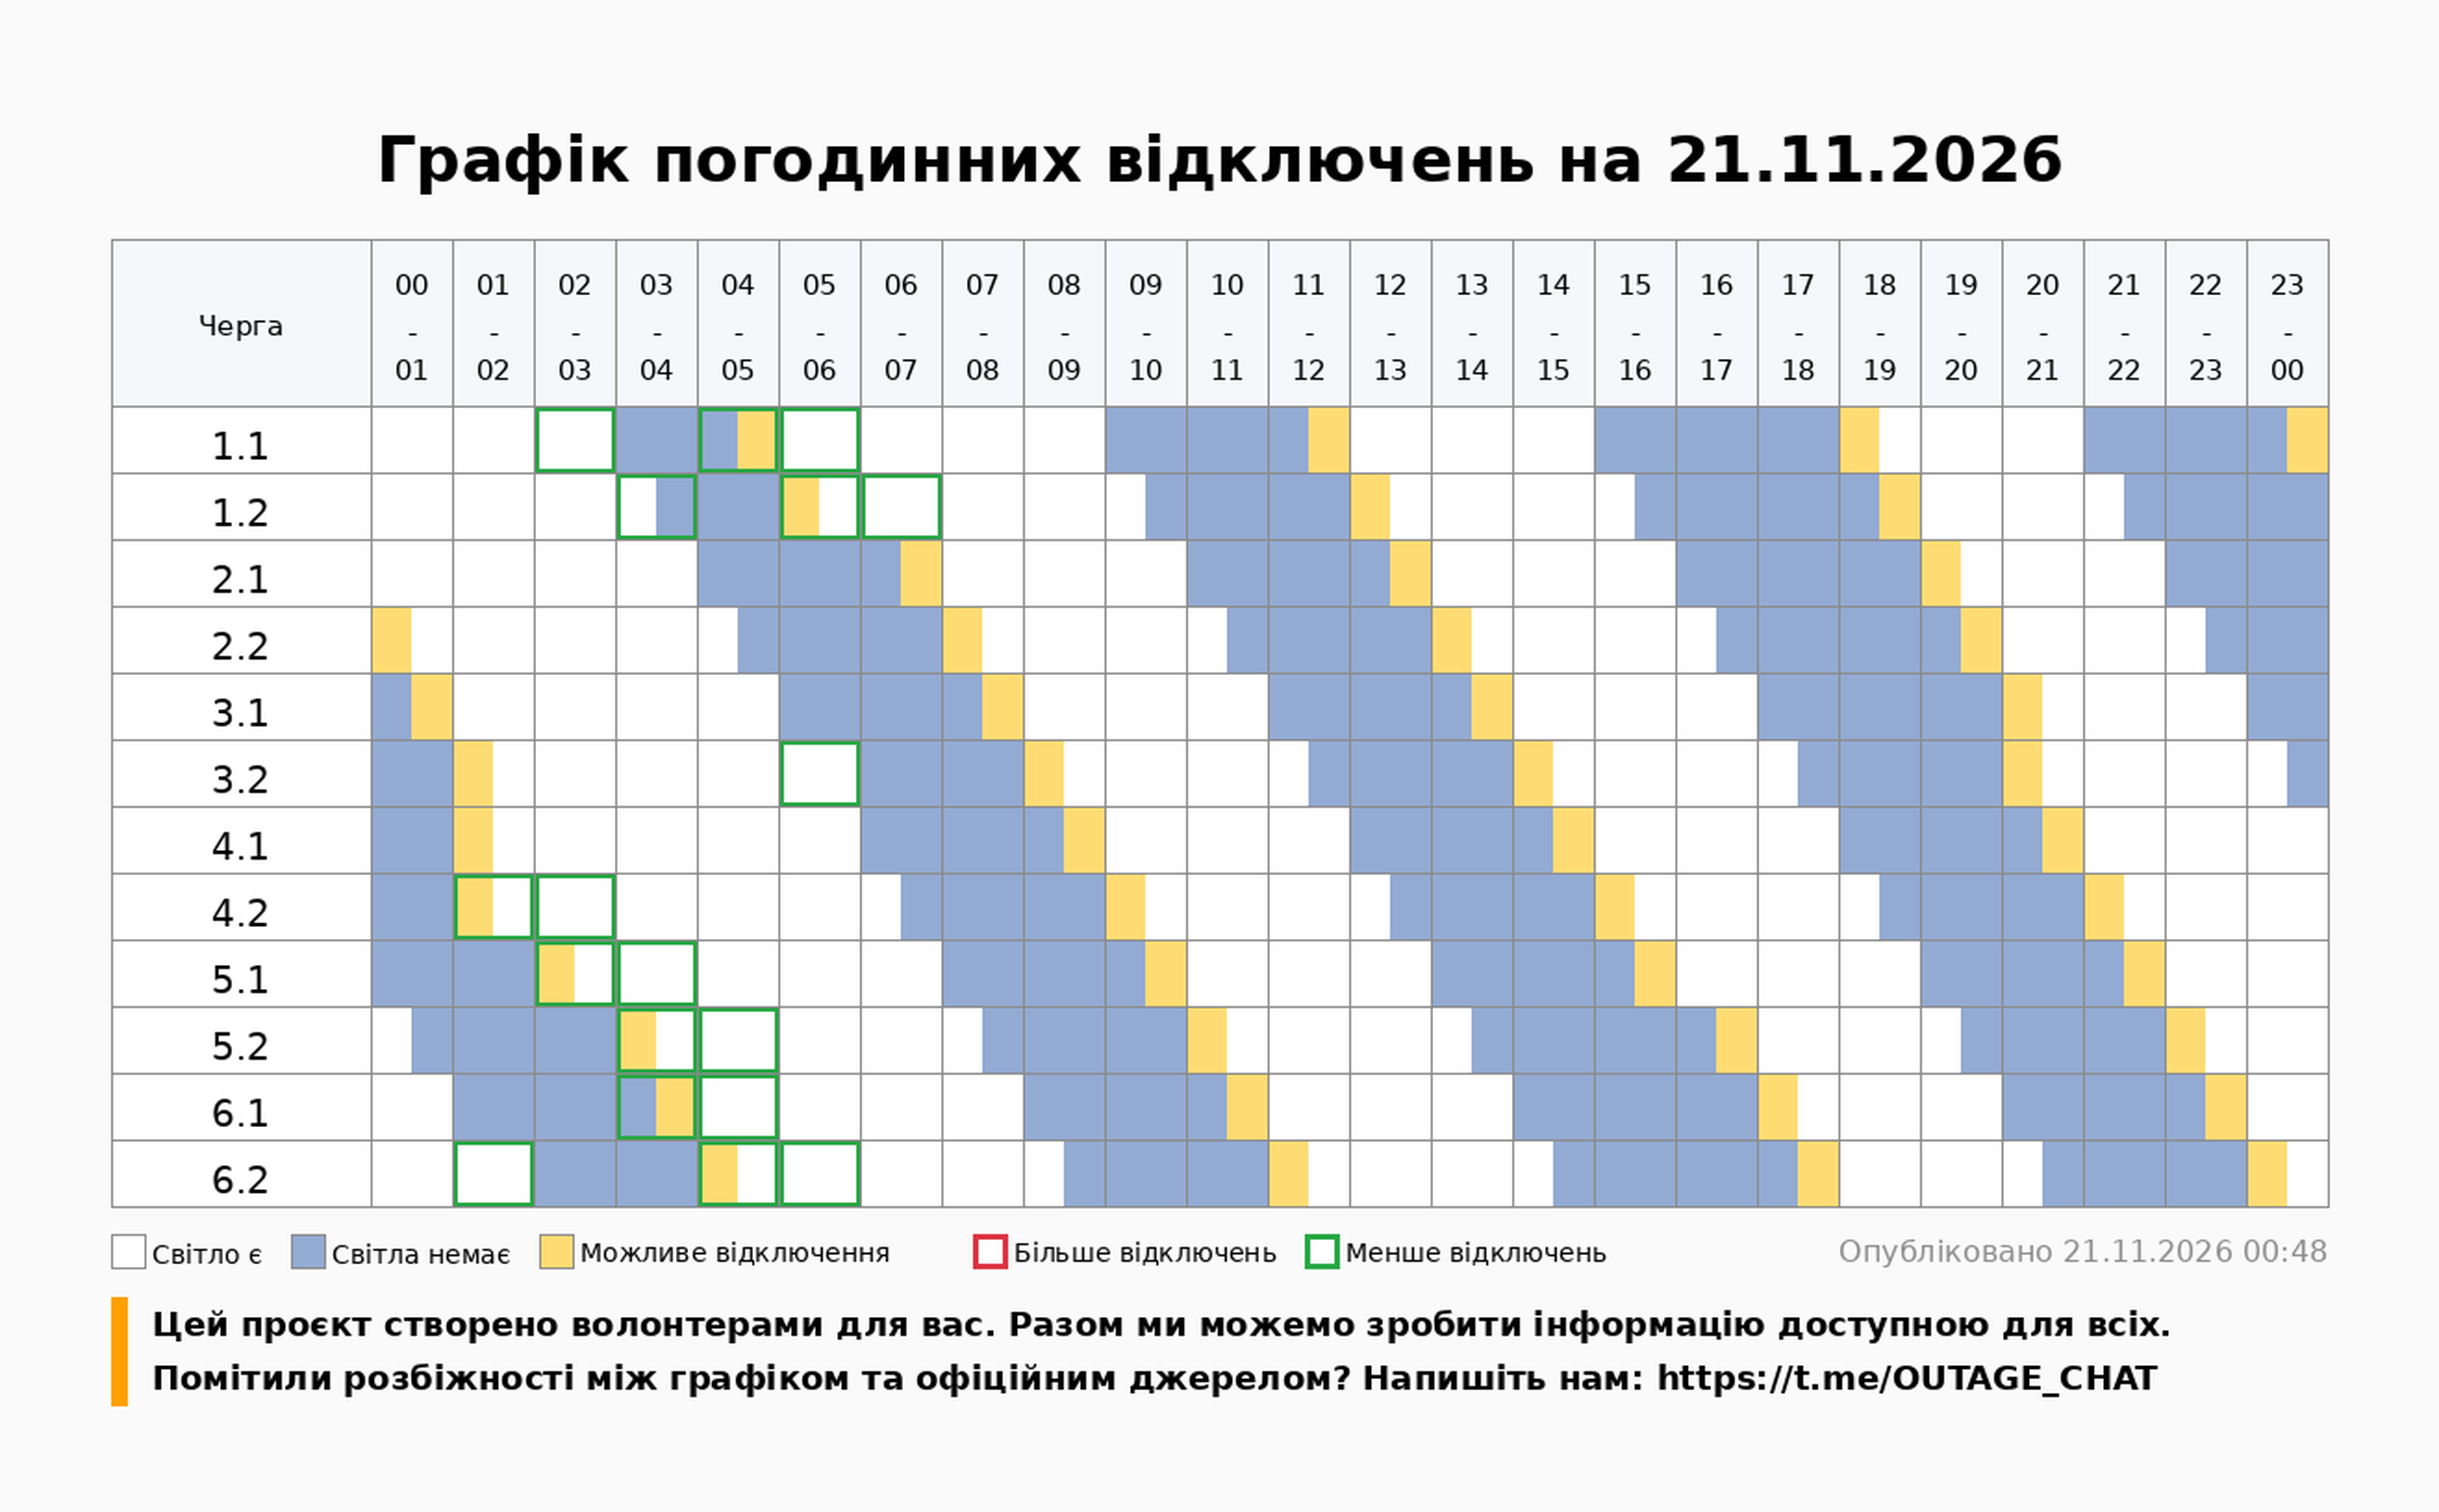 Графік погодинних відключень на 21.11.2026
Черга 00 - 01 01 - 02 02 - 03 03 - 04 04 - 05 05 - 06 06 - 07 07 - 08 08 - 09 09 - 10 10 - 11 11 - 12 12 - 13 13 - 14 14 - 15 15 - 16 16 - 17 17 - 18 18 - 19 19 - 20 20 - 21 21 - 22 22 - 23 23 - 00
1.1
1.2
2.1
2.2
3.1
3.2
4.1
4.2
5.1
5.2
6.1
6.2
Світло є Світла немає Можливе відключення Більше відключень Менше відключень Опубліковано 21.11.2026 00:48
Цей проєкт створено волонтерами для вас. Разом ми можемо зробити інформацію доступною для всіх.
Помітили розбіжності між графіком та офіційним джерелом? Напишіть нам: https://t.me/OUTAGE_CHAT